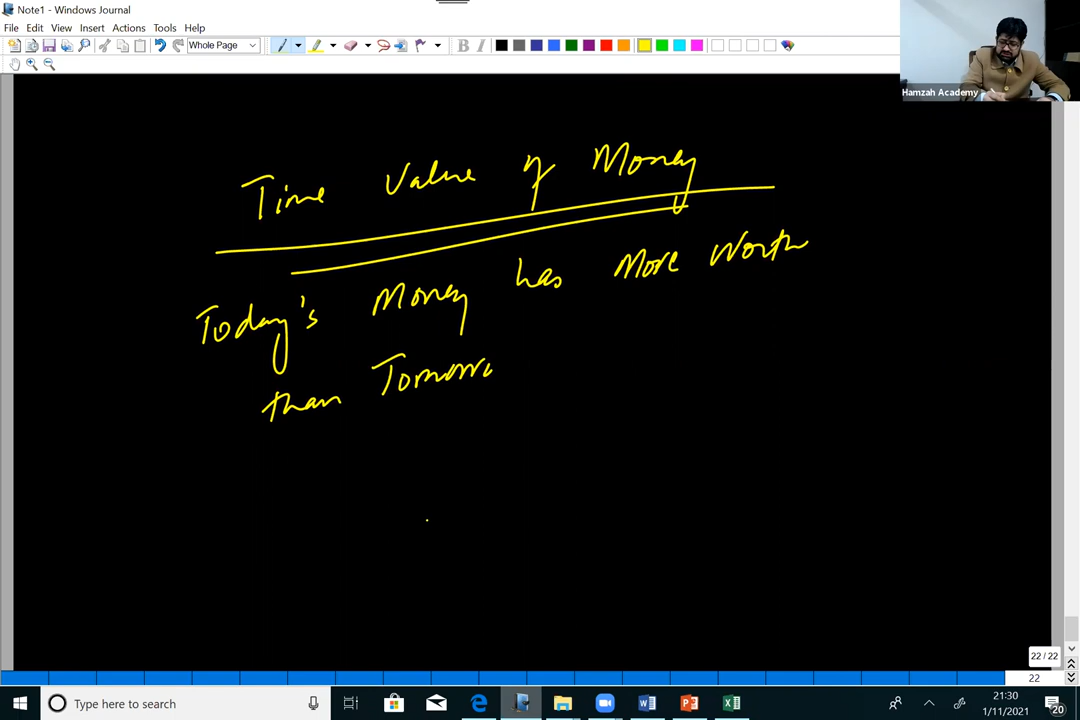 Note1 - Windows Journal
File Edit View Insert Actions Tools Help
Whole Page
B I
Hamzah Academy
Time Value of Money
Today's Money has More Worth
than Tomorro
22 / 22
22
Type here to search
21:30
1/11/2021
20